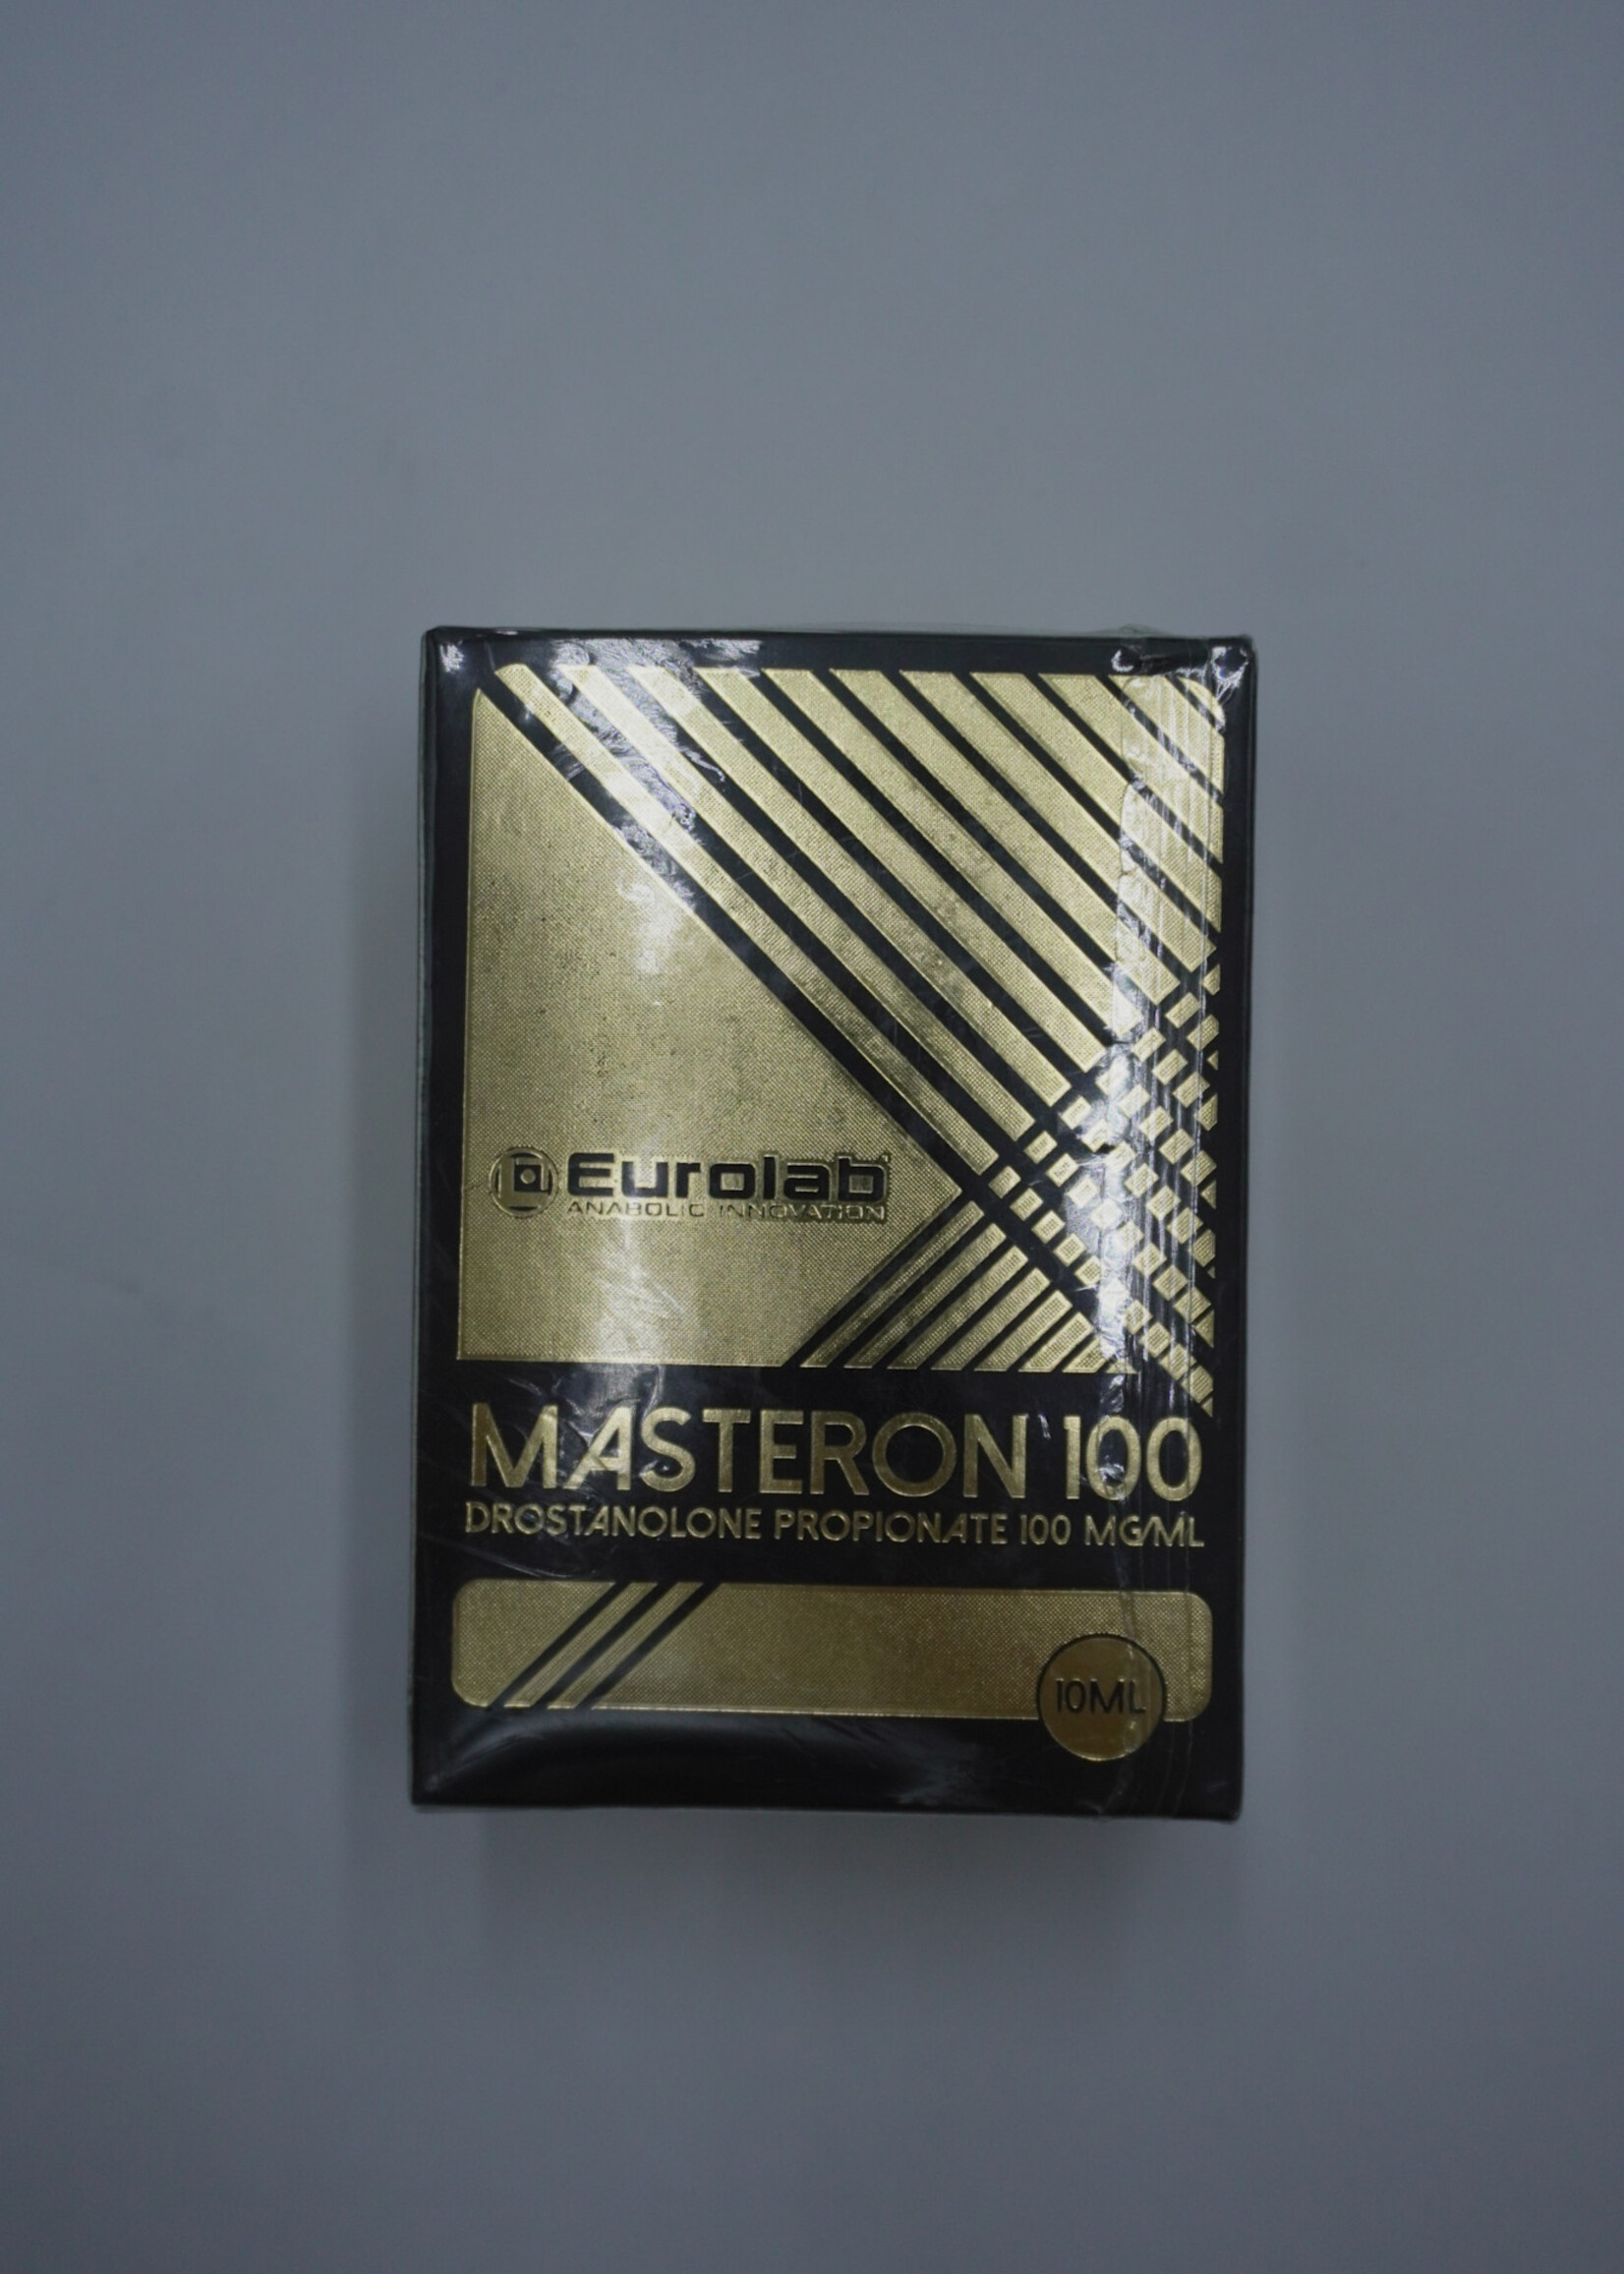 Eurolab
ANABOLIC INNOVATION
MASTERON 100
DROSTANOLONE PROPIONATE 100 MG/ML
10ML